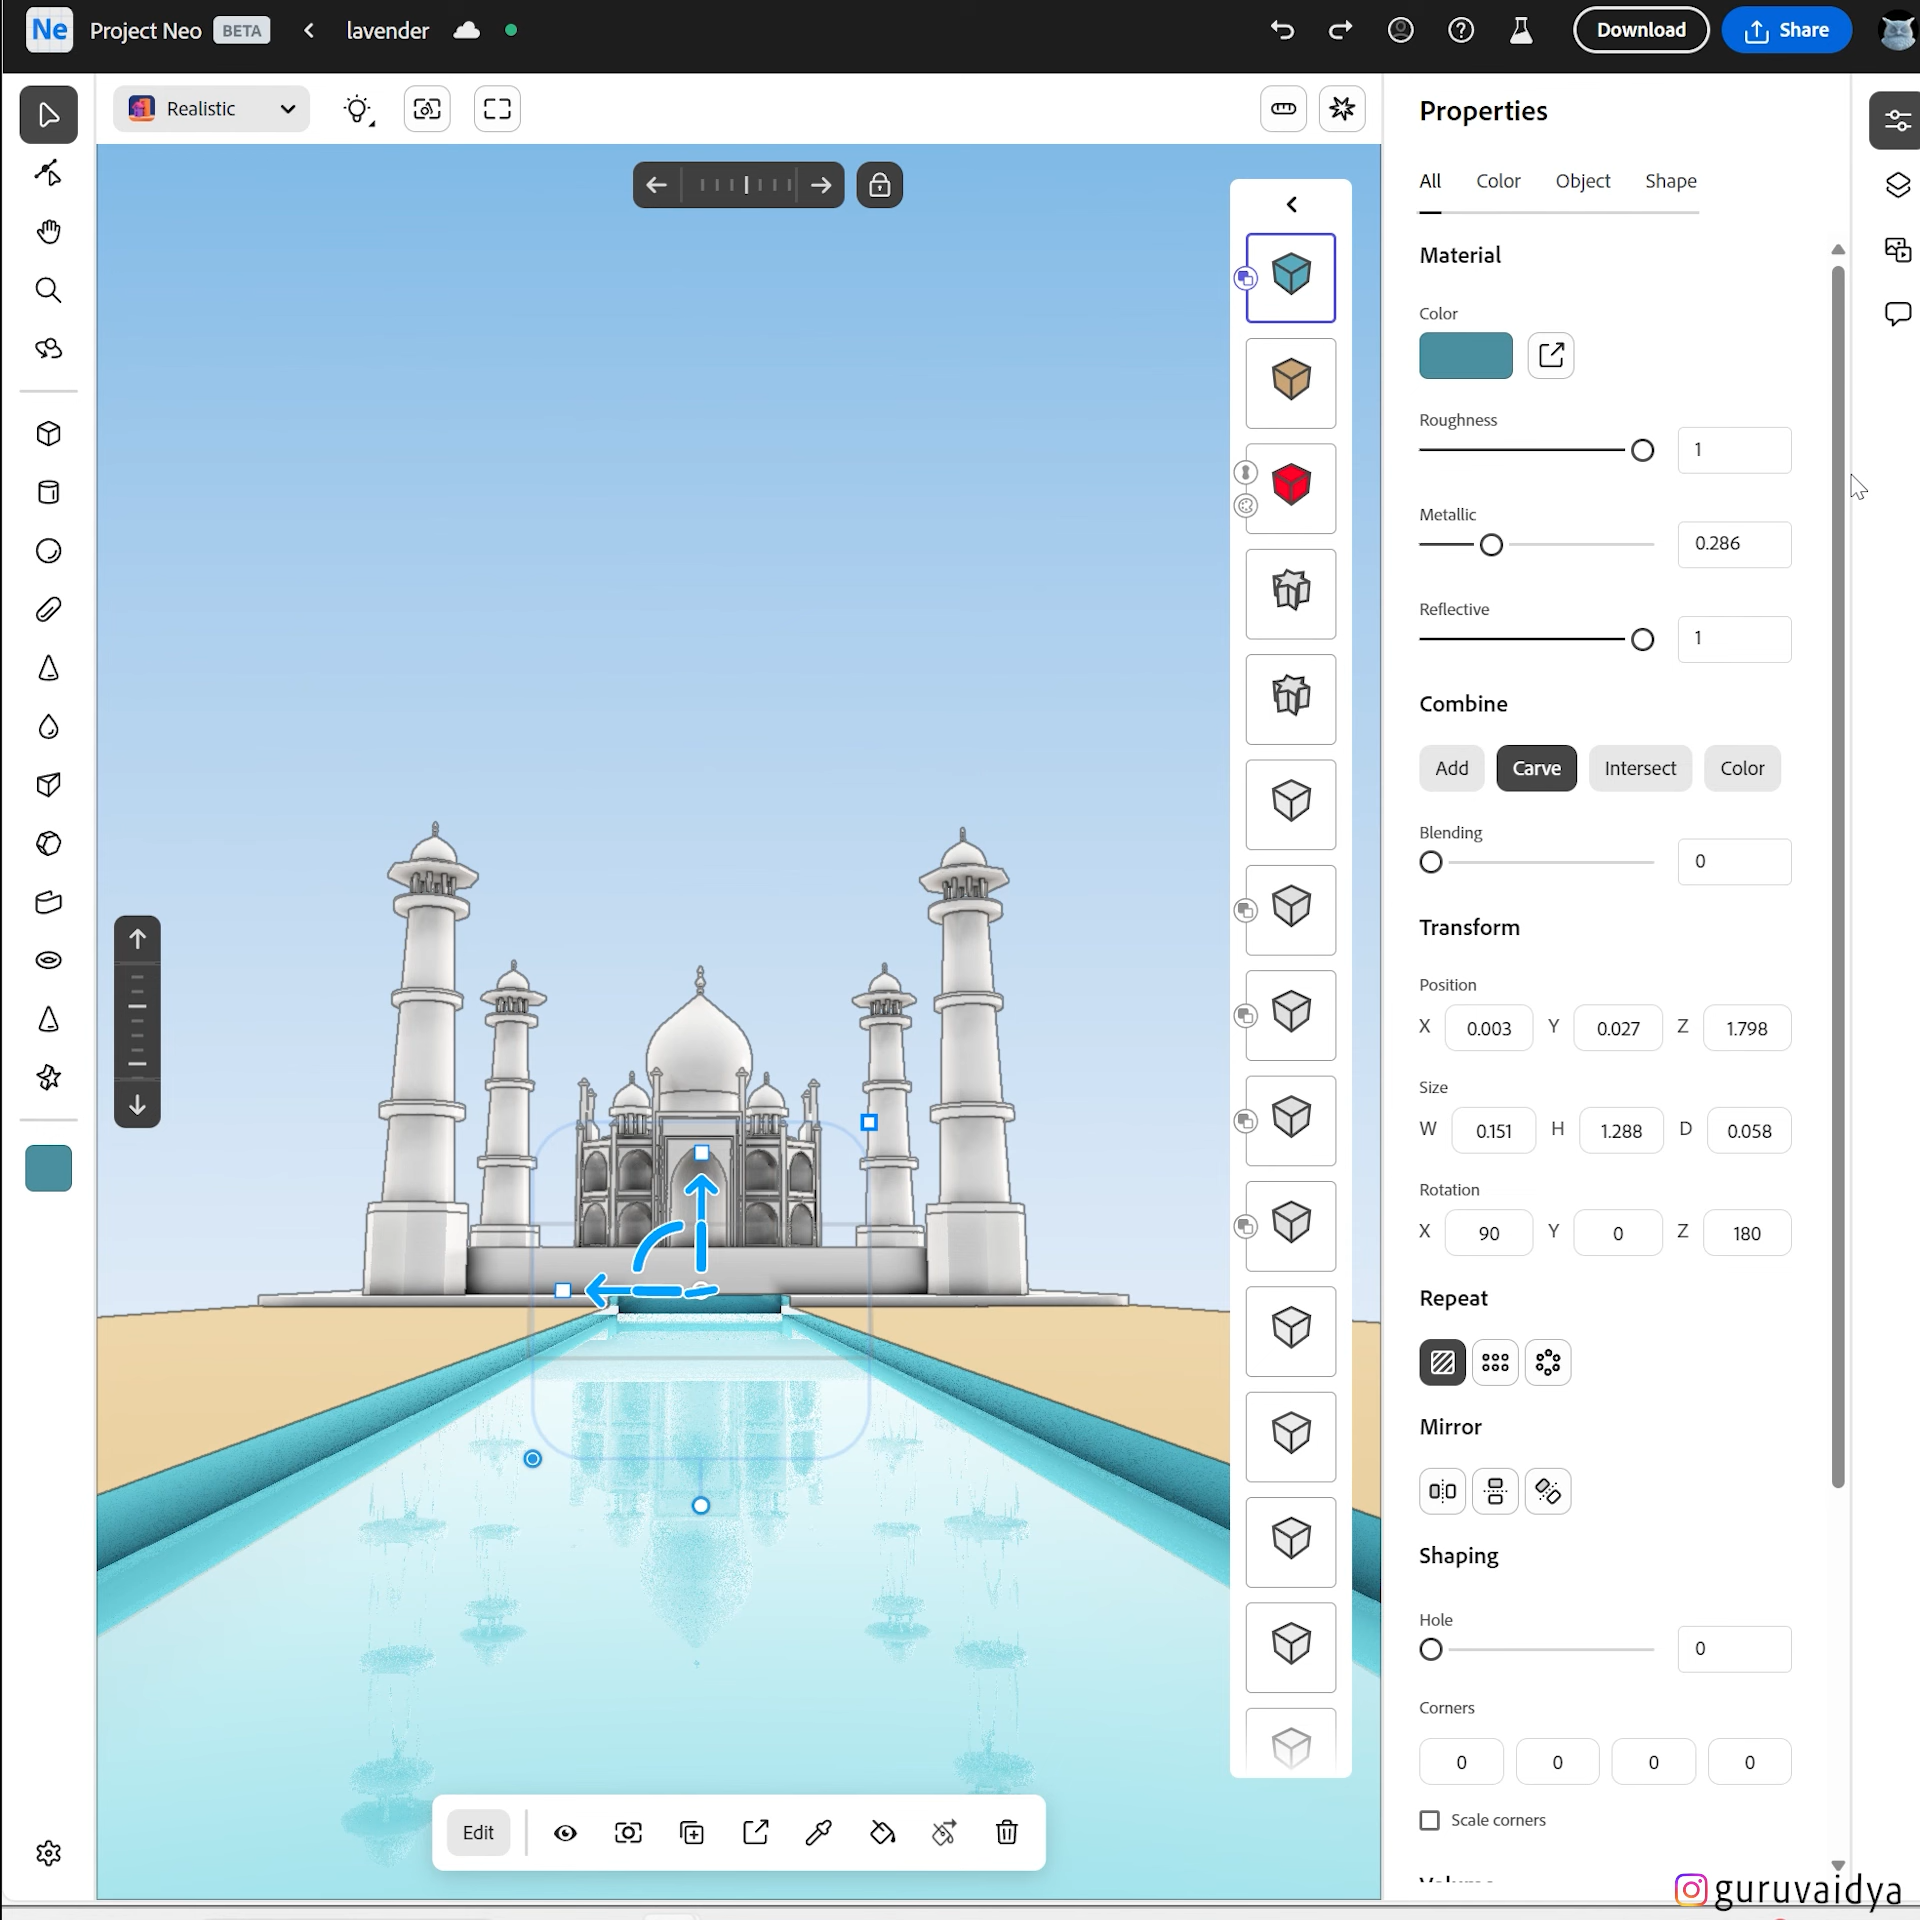 Ne Project Neo BETA lavender Download Share
Realistic
Properties
All Color Object Shape
Material
Color
Roughness
1
Metallic
0.286
Reflective
1
Combine
Add Carve Intersect Color
Blending
0
Transform
Position
X 0.003 Y 0.027 Z 1.798
Size
W 0.151 H 1.288 D 0.058
Rotation
X 90 Y 0 Z 180
Repeat
Mirror
Shaping
Hole
0
Corners
0 0 0 0
Scale corners
Edit
guruvaidya